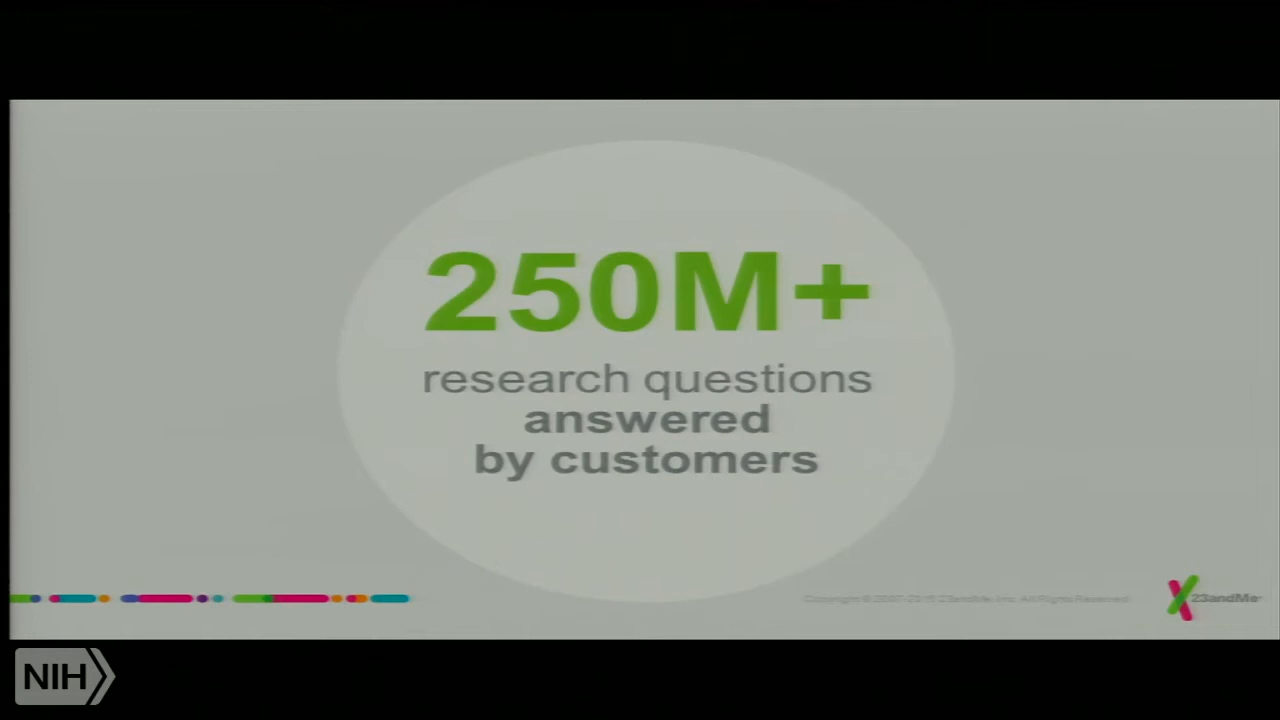 250M+
research questions
answered
by customers
23andMe
NIH